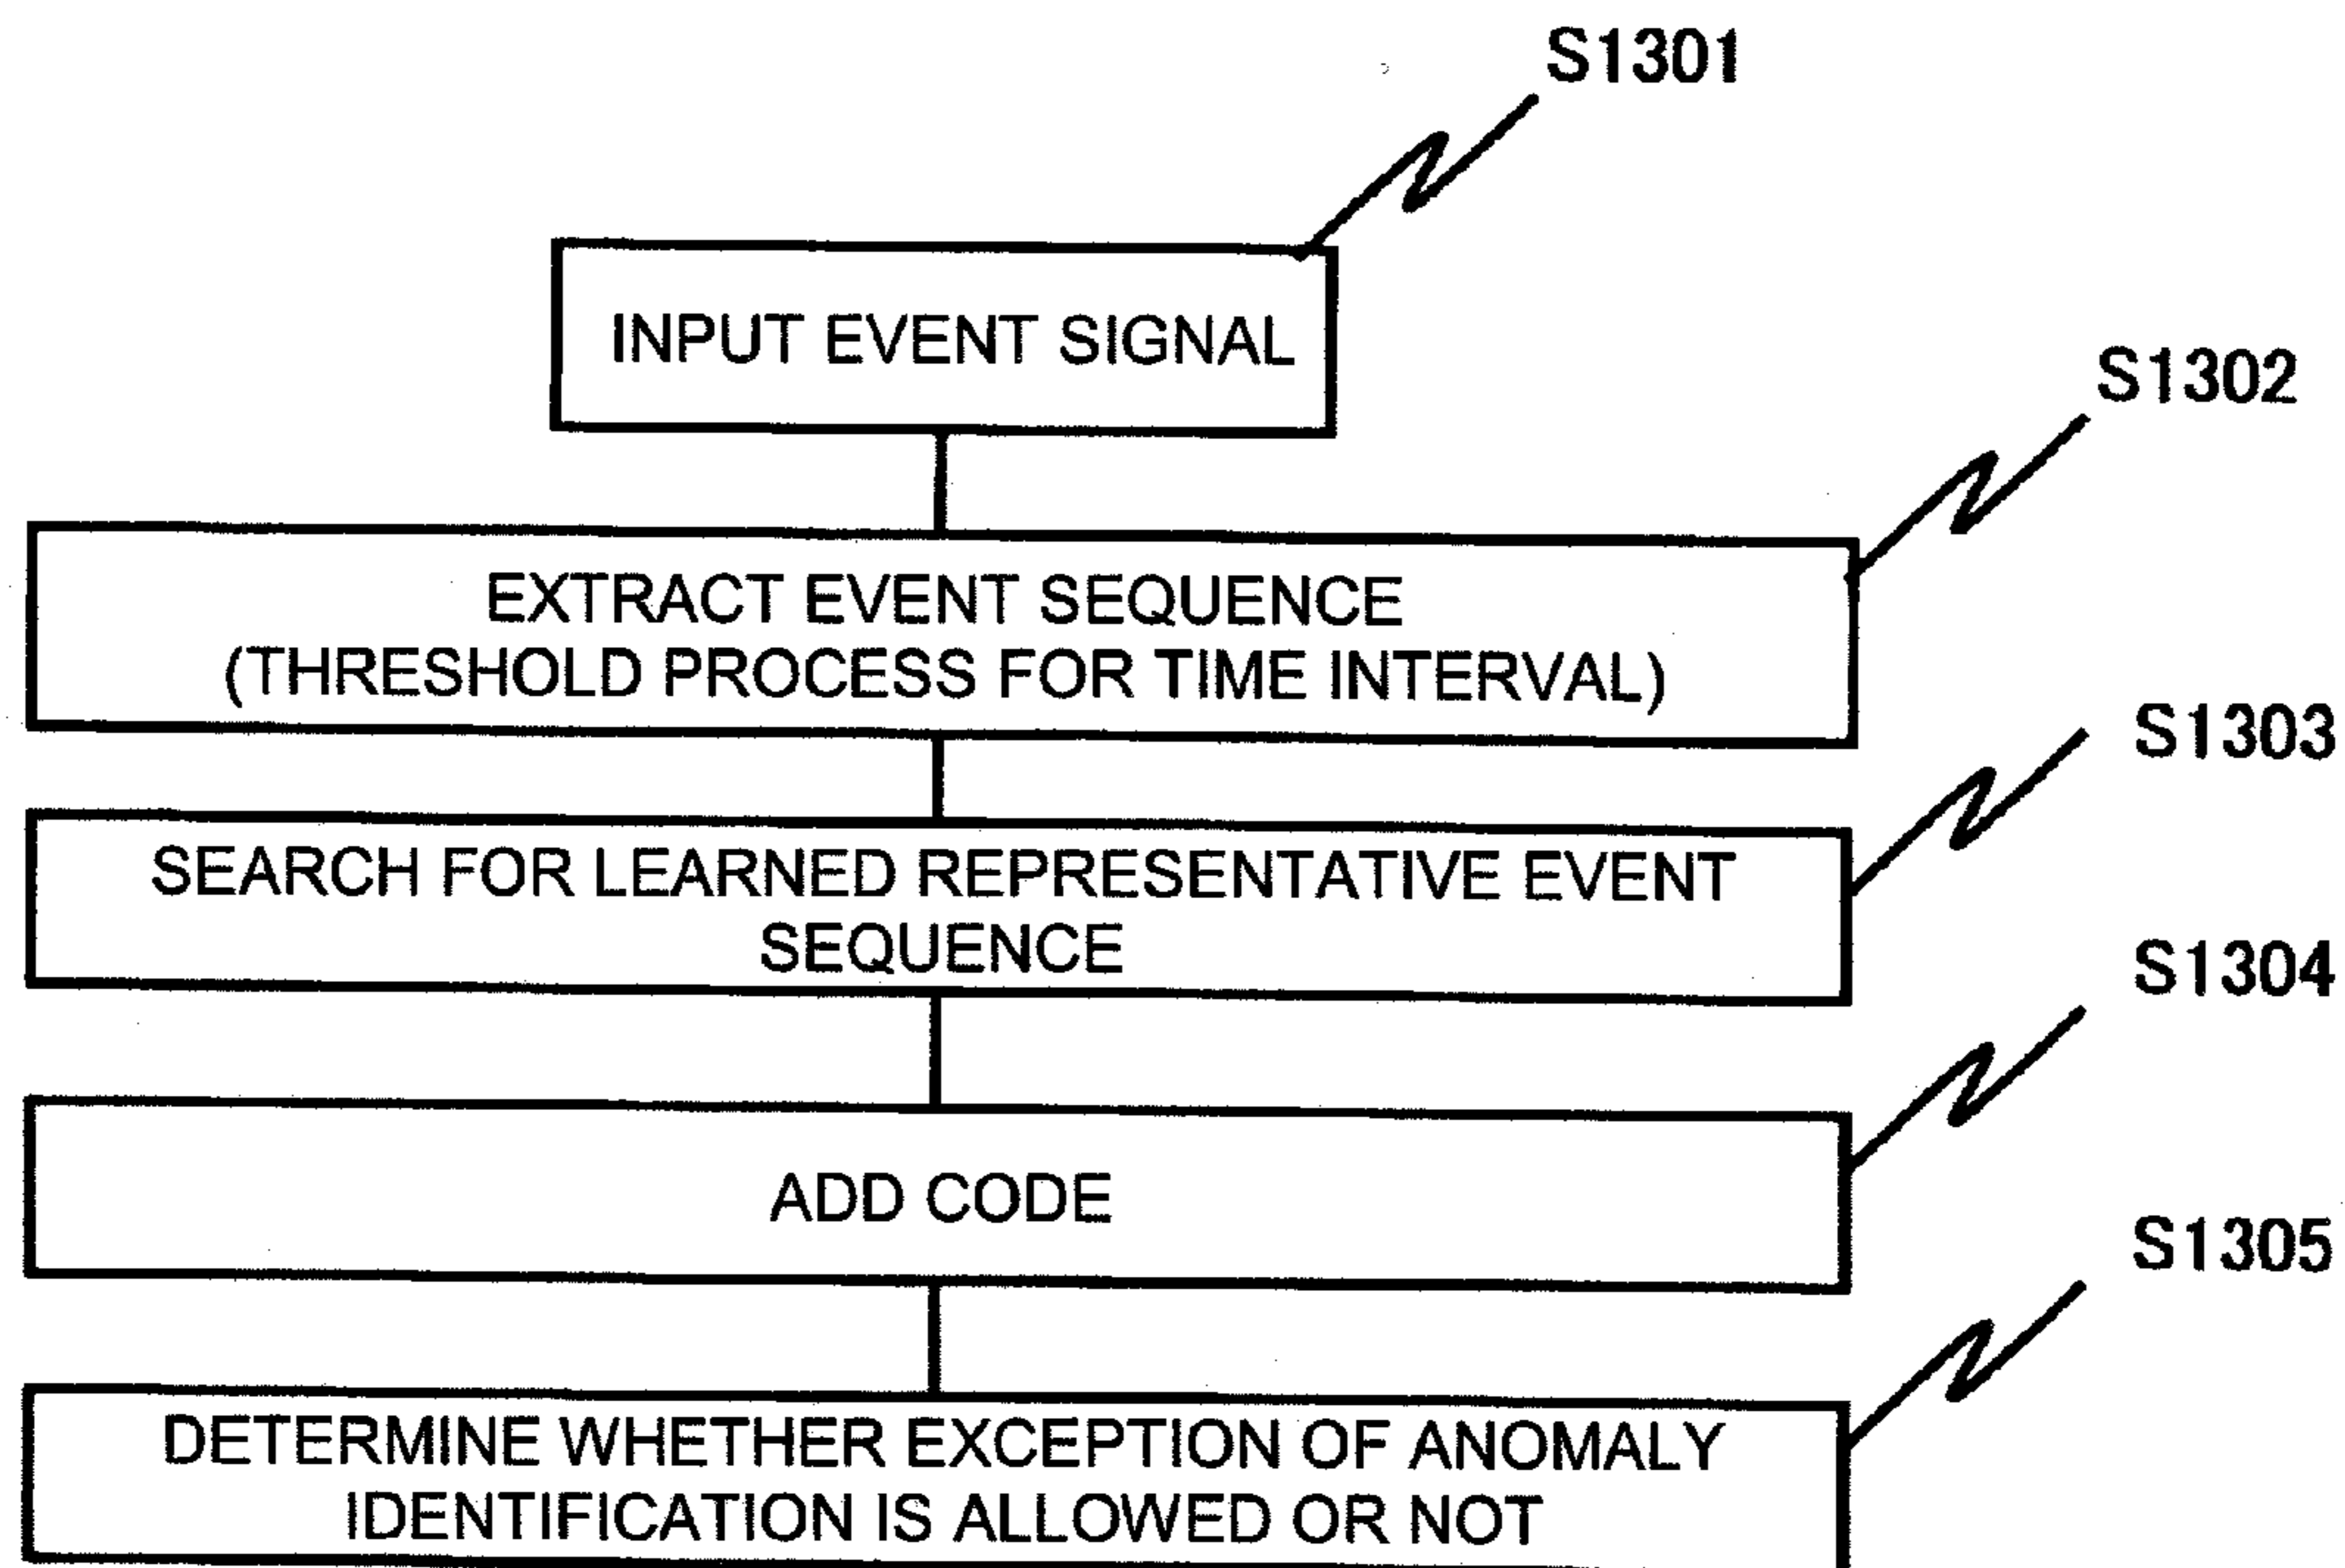 S1301
INPUT EVENT SIGNAL
S1302
EXTRACT EVENT SEQUENCE
(THRESHOLD PROCESS FOR TIME INTERVAL)
S1303
SEARCH FOR LEARNED REPRESENTATIVE EVENT
SEQUENCE
S1304
ADD CODE
S1305
DETERMINE WHETHER EXCEPTION OF ANOMALY
IDENTIFICATION IS ALLOWED OR NOT